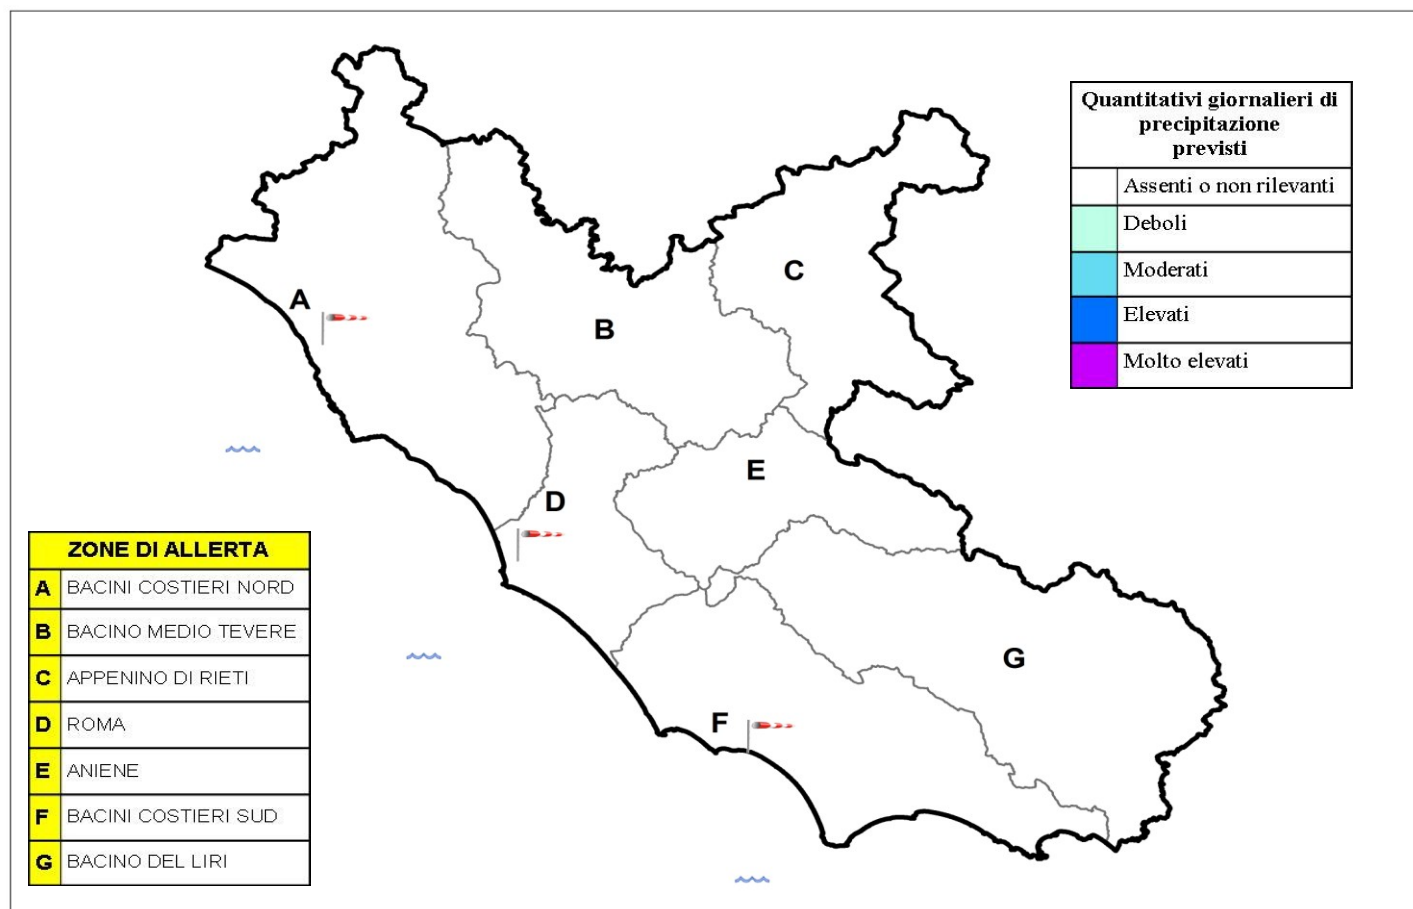 Quantitativi giornalieri di
precipitazione
previsti
Assenti o non rilevanti
Deboli
Moderati
Elevati
Molto elevati
A
B
C
D
E
F
G
ZONE DI ALLERTA
A BACINI COSTIERI NORD
B BACINO MEDIO TEVERE
C APPENINO DI RIETI
D ROMA
E ANIENE
F BACINI COSTIERI SUD
G BACINO DEL LIRI